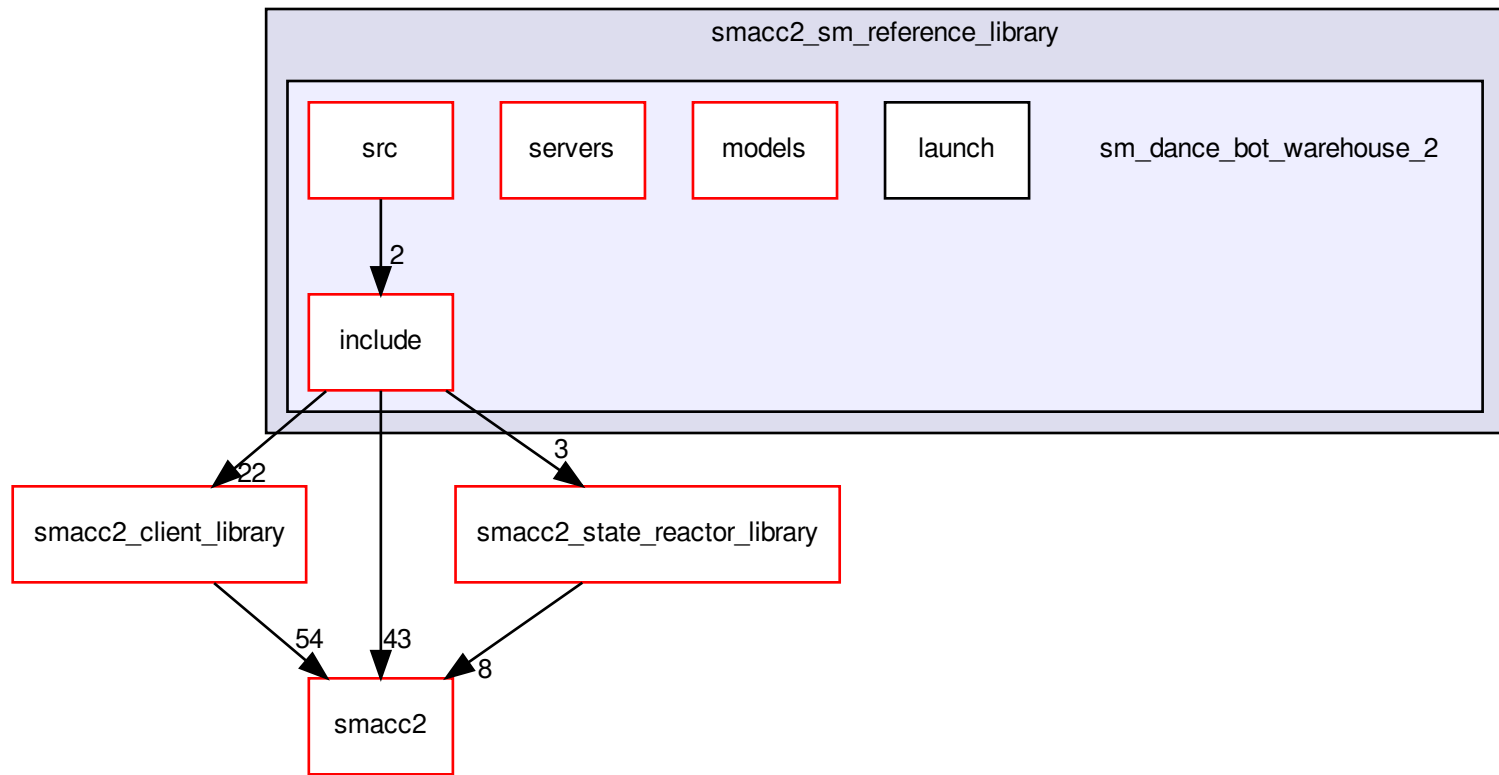 smacc2_sm_reference_library
src
servers
models
launch
sm_dance_bot_warehouse_2
2
include
22
3
smacc2_client_library
smacc2_state_reactor_library
54
43
8
smacc2